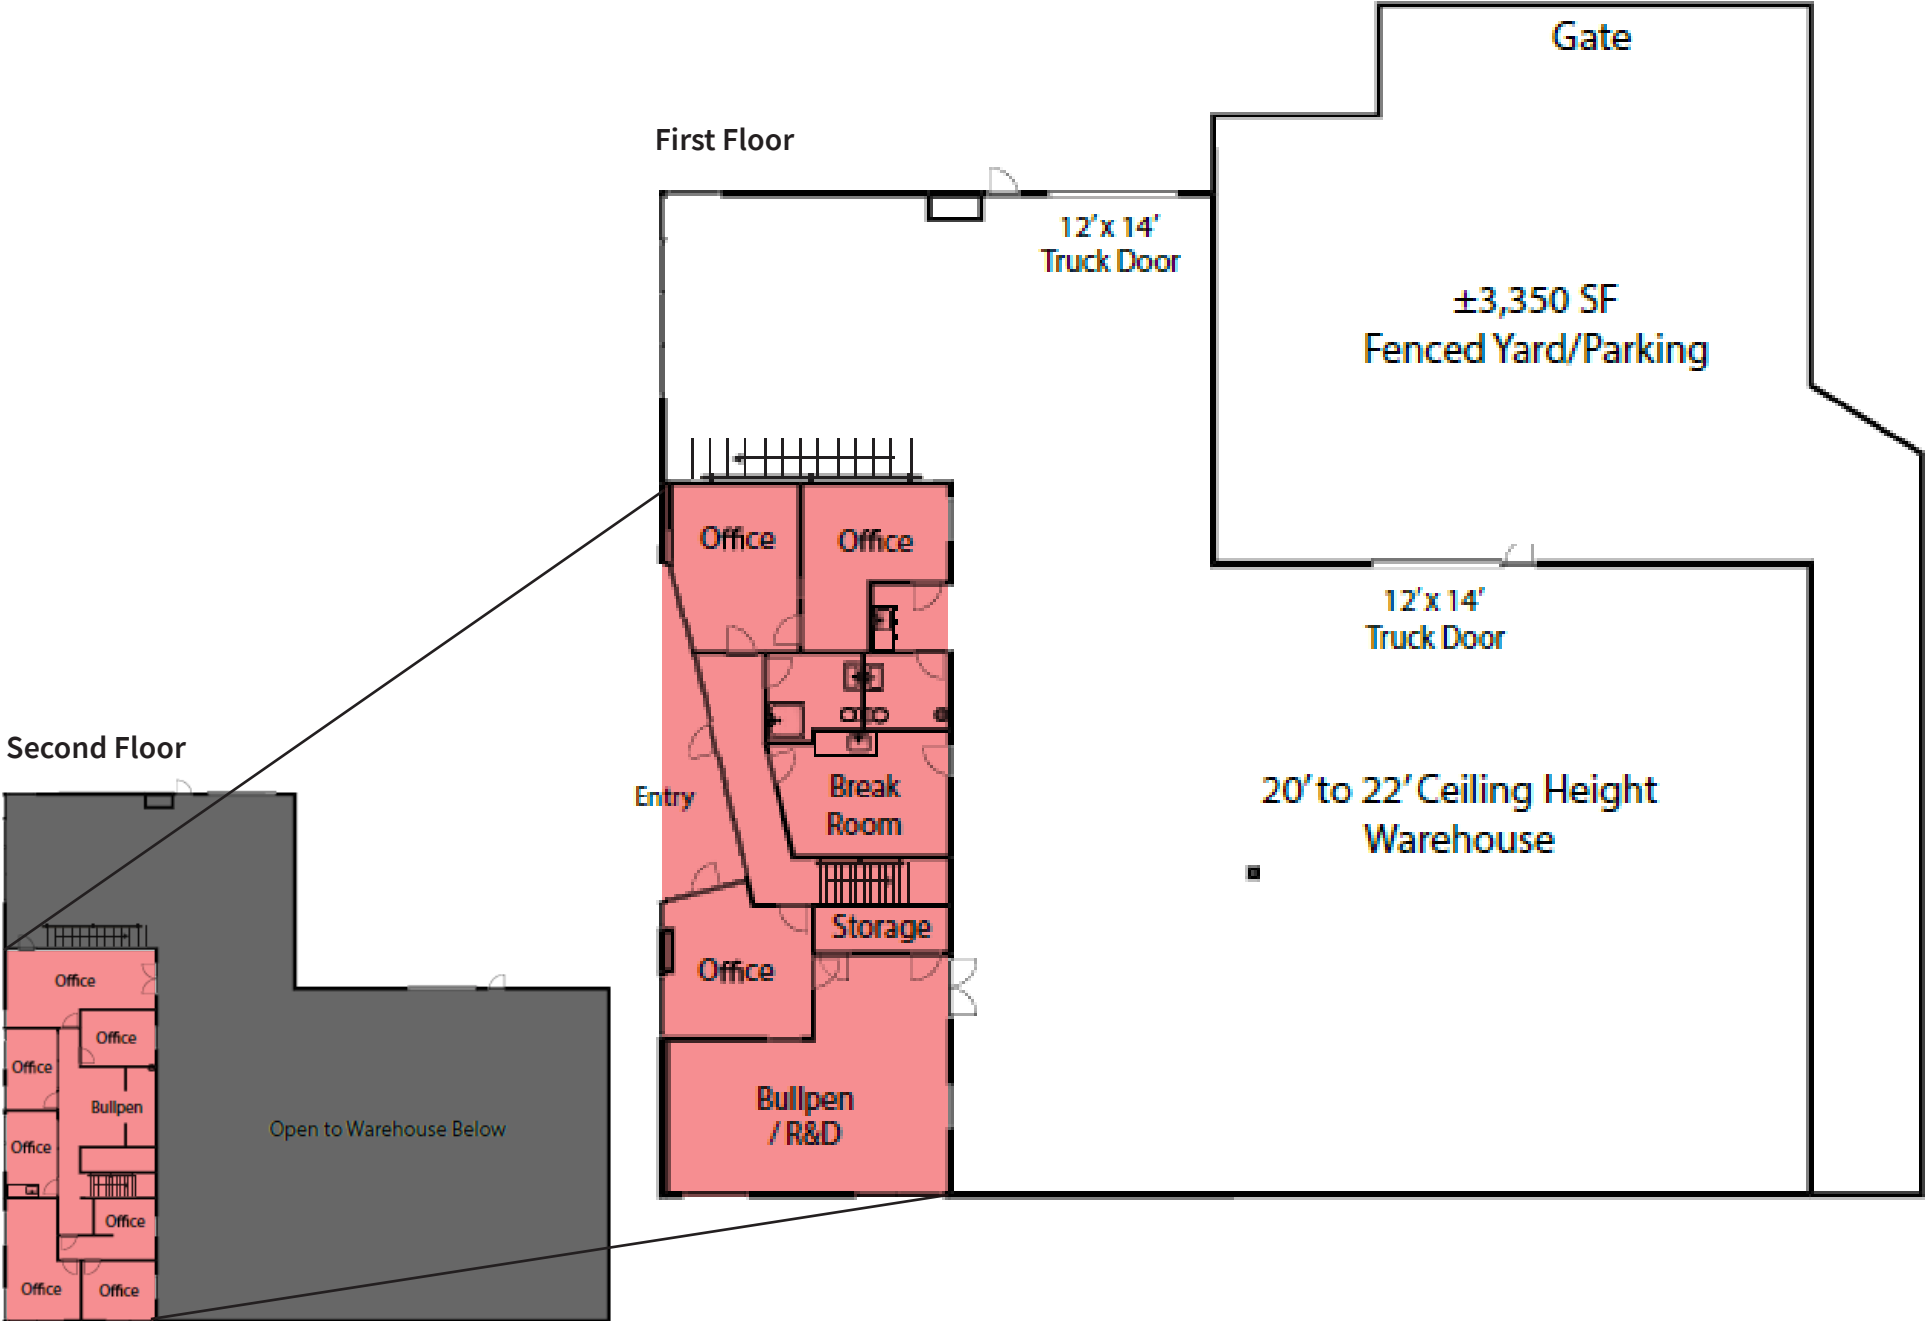 Gate
First Floor
12' x 14'
Truck Door
±3,350 SF
Fenced Yard/Parking
Office
Office
12' x 14'
Truck Door
Entry
Break
Room
20' to 22' Ceiling Height
Warehouse
Storage
Office
Bullpen
/ R&D
Second Floor
Office
Office
Office
Bullpen
Office
Open to Warehouse Below
Office
Office
Office